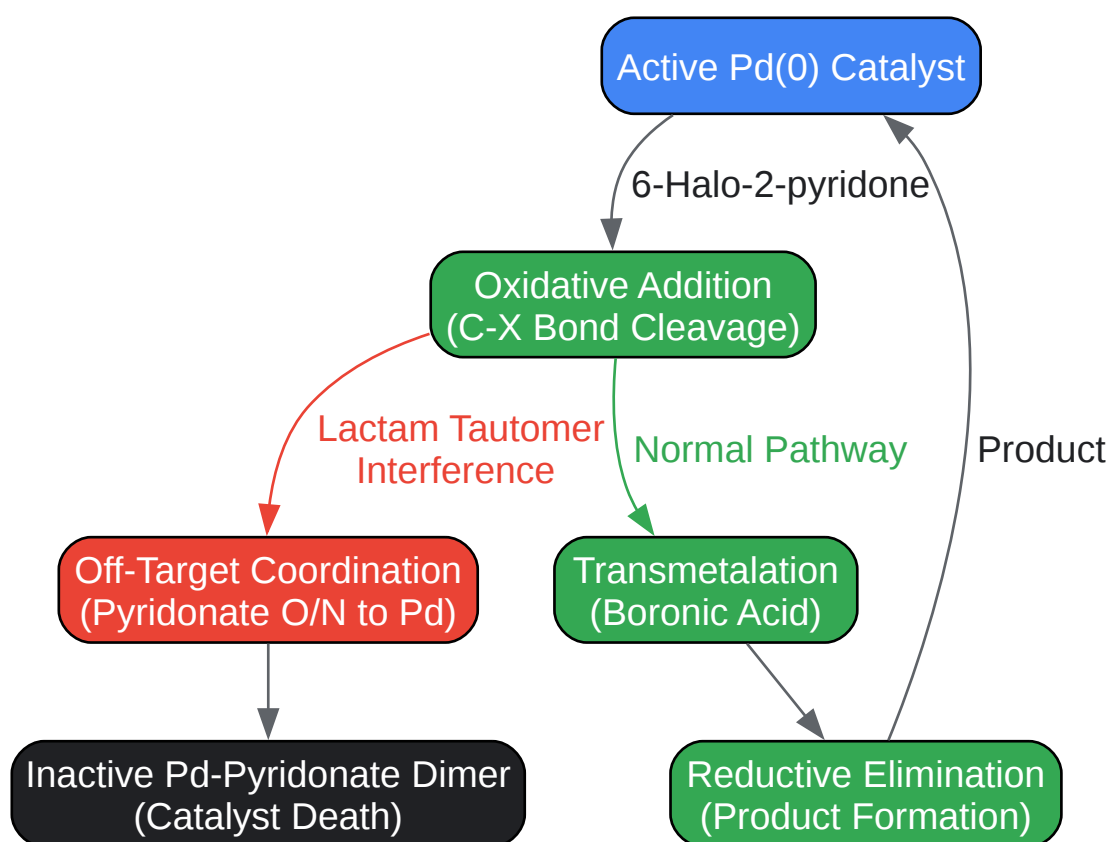 Active Pd(0) Catalyst
6-Halo-2-pyridone
Oxidative Addition
(C-X Bond Cleavage)
Lactam Tautomer
Interference
Normal Pathway
Product
Off-Target Coordination
(Pyridonate O/N to Pd)
Transmetalation
(Boronic Acid)
Inactive Pd-Pyridonate Dimer
(Catalyst Death)
Reductive Elimination
(Product Formation)